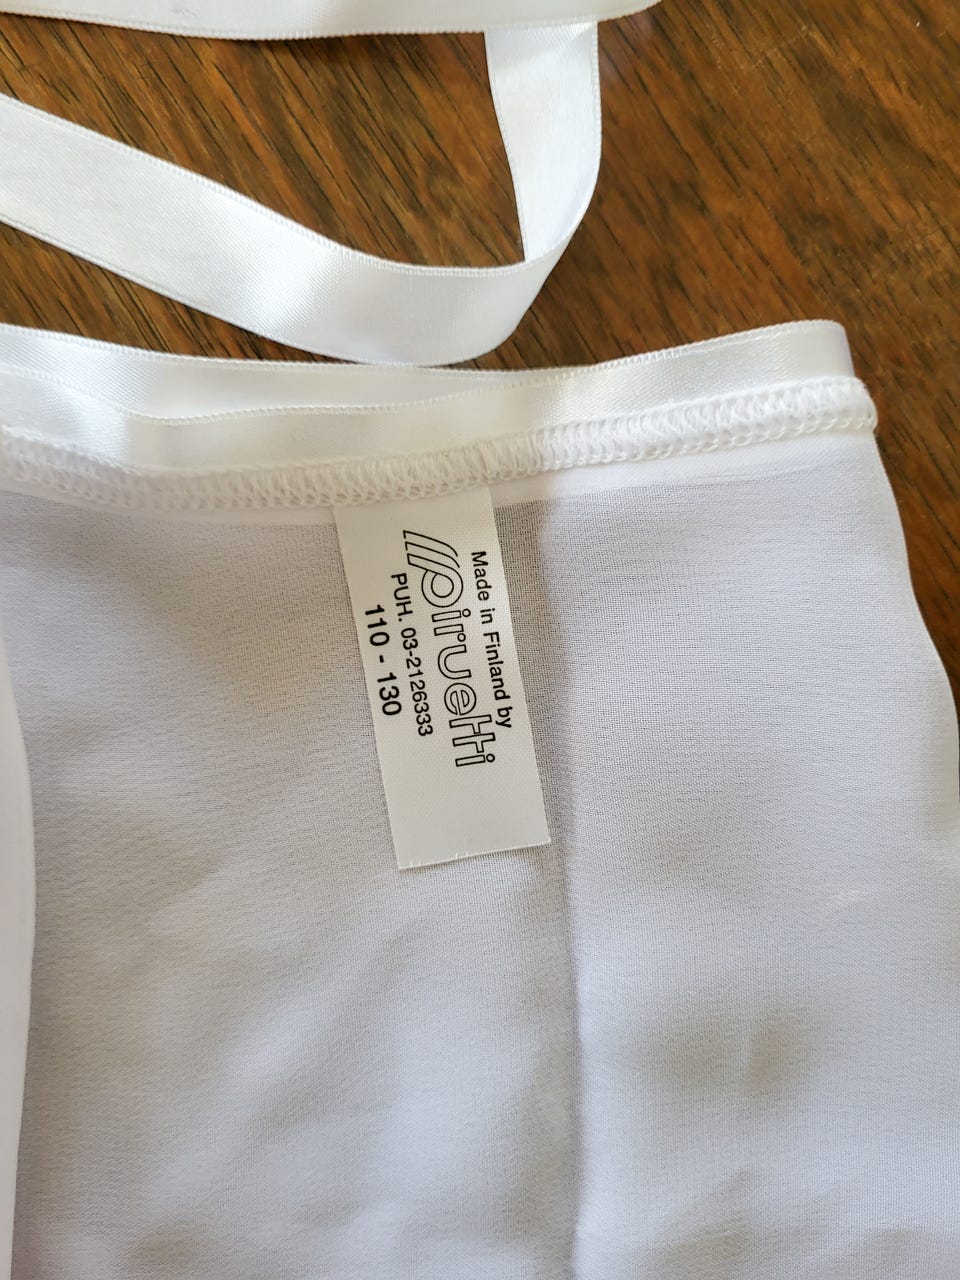 Made in Finland by
piruetti
PUH. 03-2126333
110 - 130